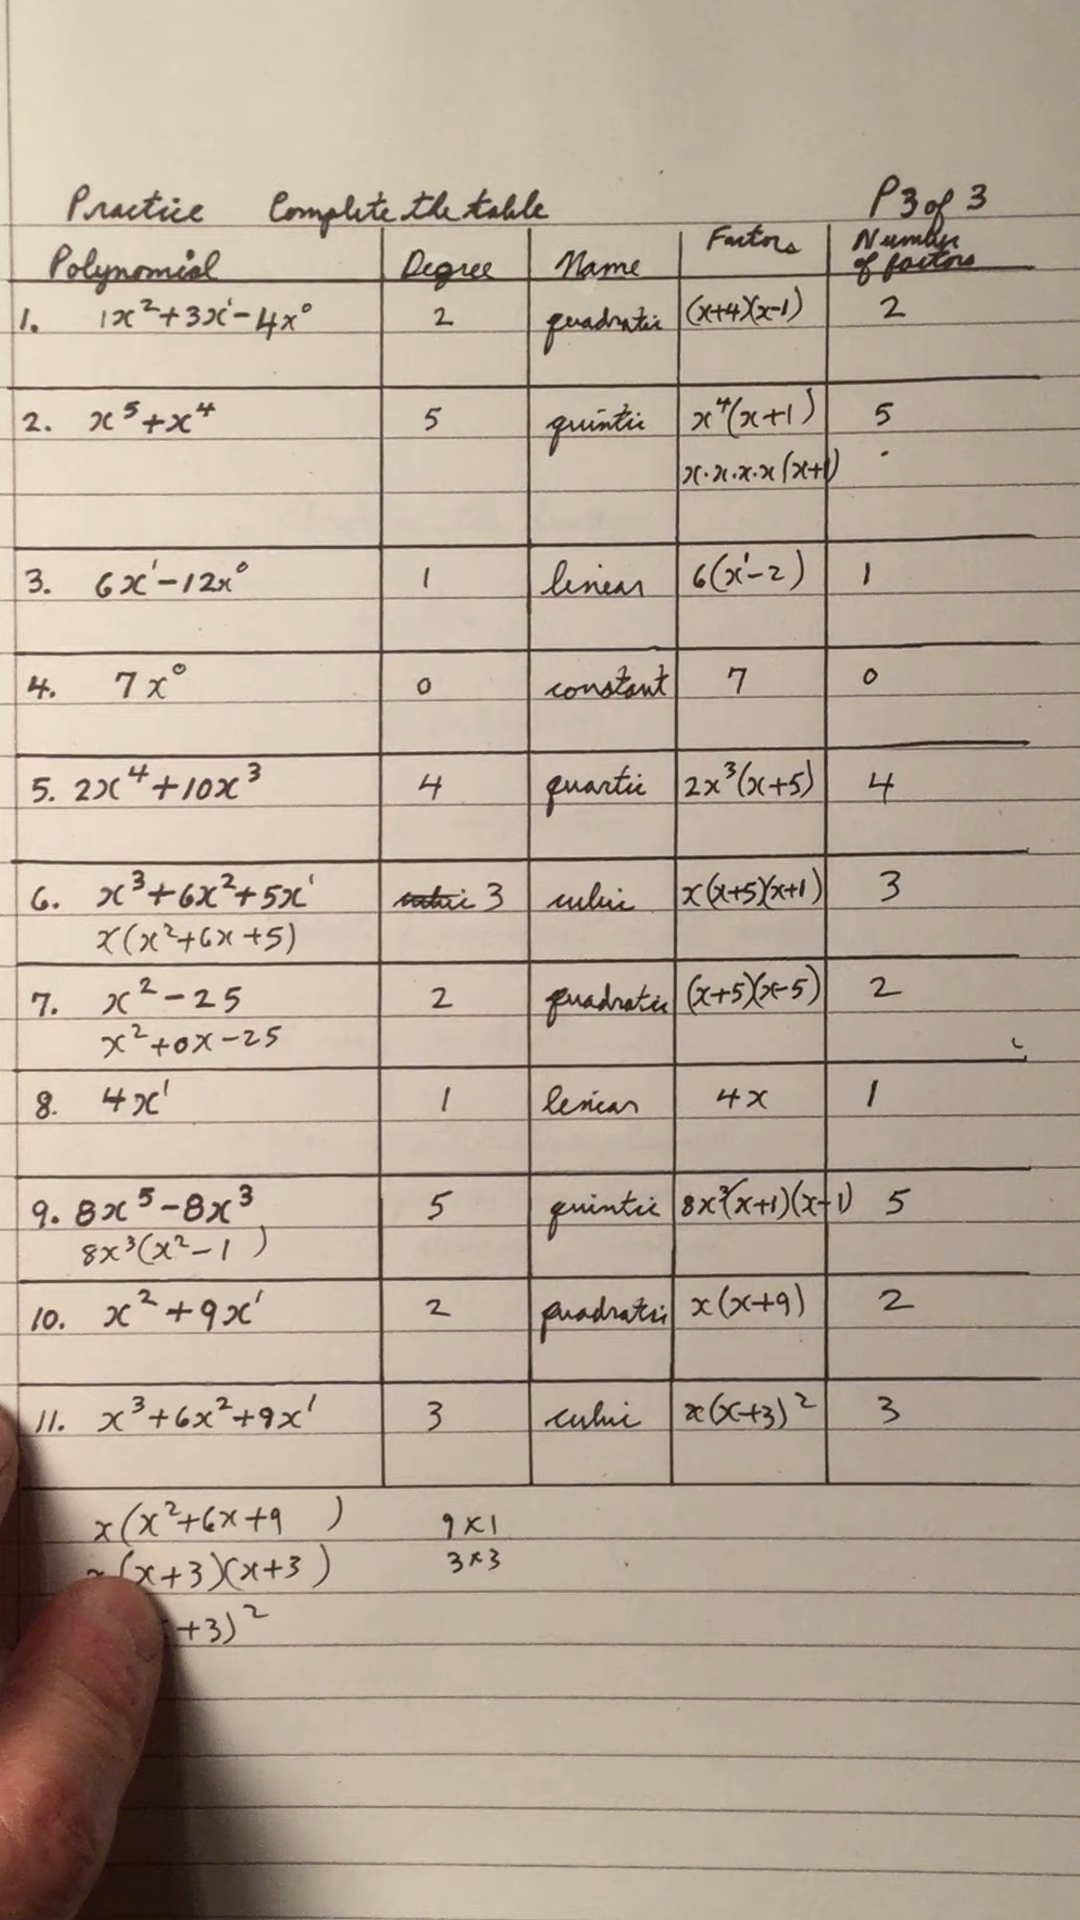 Practice Complete the table P3 of 3
Polynomial Degree Name Factors Number of factors
1. 1x²+3x¹-4x⁰ 2 quadratic (x+4)(x-1) 2
2. x⁵+x⁴ 5 quintic x⁴(x+1) 5
x·x·x·x(x+1)
3. 6x¹-12x⁰ 1 linear 6(x¹-2) 1
4. 7x⁰ 0 constant 7 0
5. 2x⁴+10x³ 4 quartic 2x³(x+5) 4
6. x³+6x²+5x¹ 3 cubic x(x+5)(x+1) 3
x(x²+6x+5)
7. x²-25 2 quadratic (x+5)(x-5) 2
x²+0x-25
8. 4x¹ 1 linear 4x 1
9. 8x⁵-8x³ 5 quintic 8x³(x+1)(x-1) 5
8x³(x²-1 )
10. x²+9x¹ 2 quadratic x(x+9) 2
11. x³+6x²+9x¹ 3 cubic x(x+3)² 3
x(x²+6x+9 ) 9×1
(x+3)(x+3) 3×3
+3)²